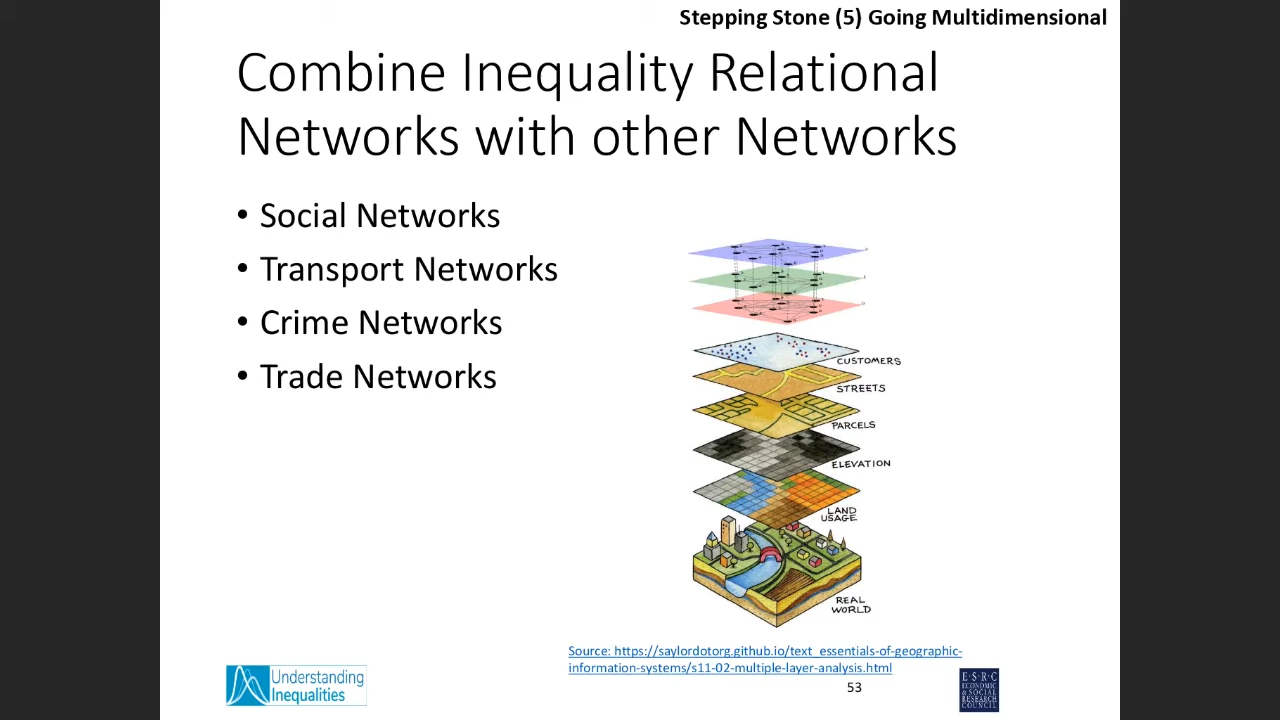 Stepping Stone (5) Going Multidimensional
Combine Inequality Relational
Networks with other Networks
• Social Networks
• Transport Networks
• Crime Networks
• Trade Networks
CUSTOMERS
STREETS
PARCELS
ELEVATION
LAND
USAGE
REAL
WORLD
Source: https://saylordotorg.github.io/text_essentials-of-geographic-
information-systems/s11-02-multiple-layer-analysis.html
53
Understanding
Inequalities
E·S·R·C
ECONOMIC
& SOCIAL
RESEARCH
COUNCIL